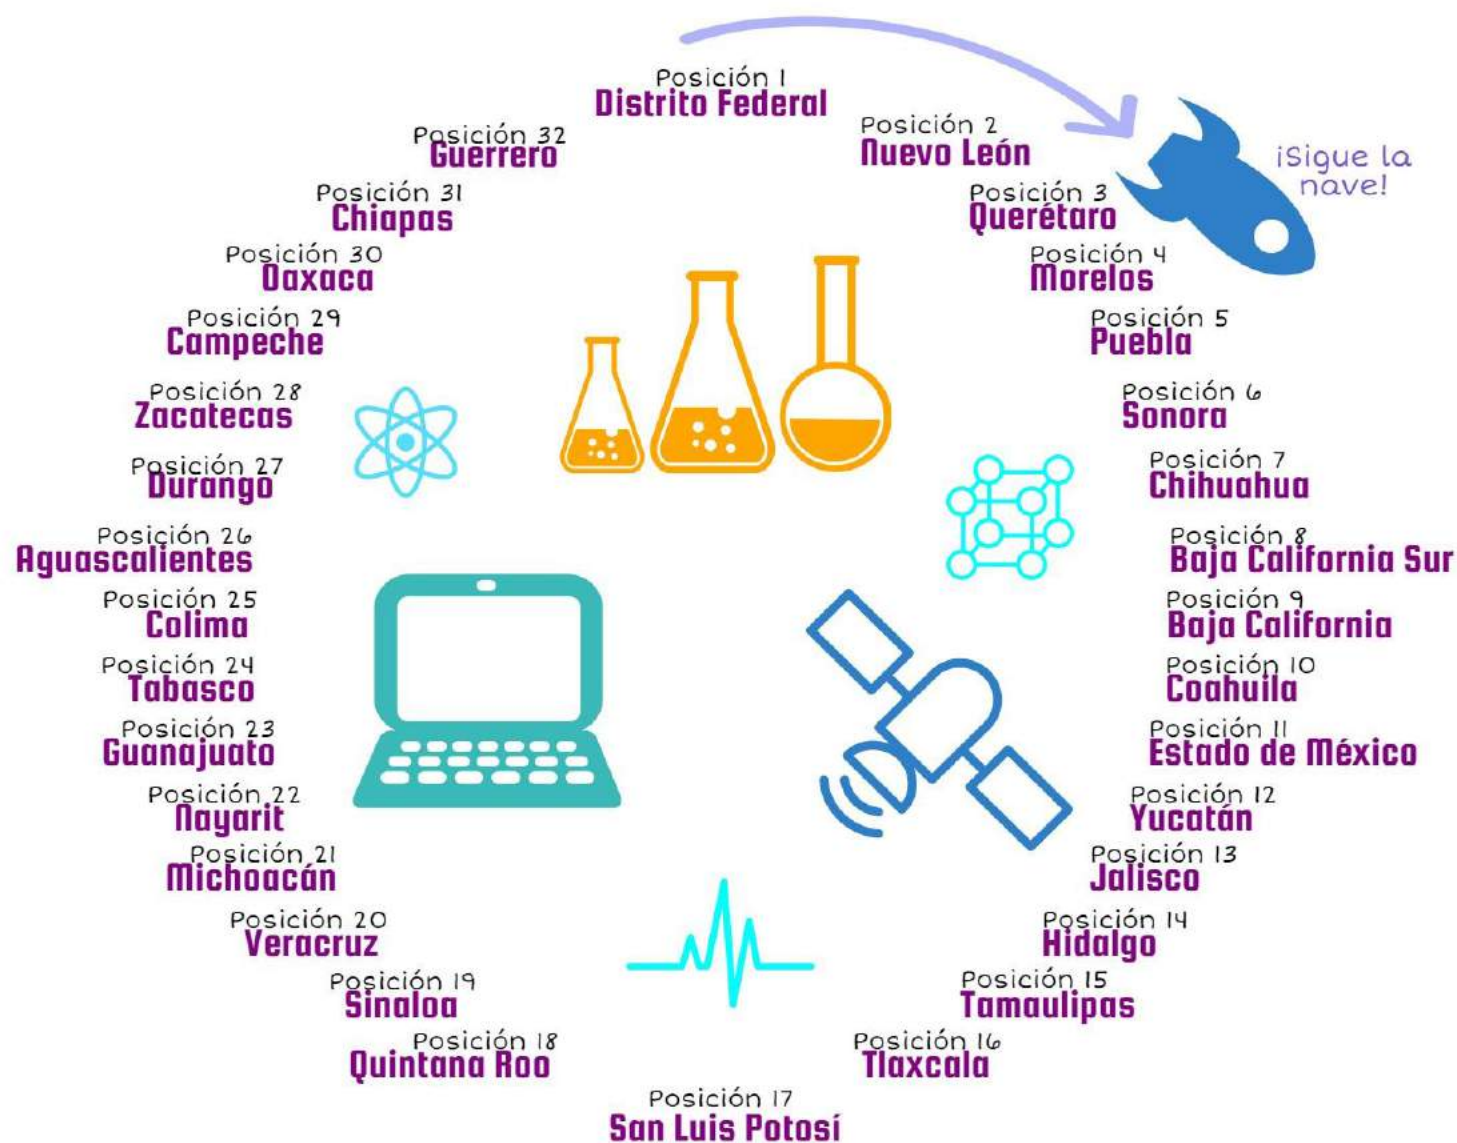 Posición 1
Distrito Federal
Posición 2
Nuevo León
¡Sigue la
nave!
Posición 3
Querétaro
Posición 4
Morelos
Posición 5
Puebla
Posición 6
Sonora
Posición 7
Chihuahua
Posición 8
Baja California Sur
Posición 9
Baja California
Posición 10
Coahuila
Posición 11
Estado de México
Posición 12
Yucatán
Posición 13
Jalisco
Posición 14
Hidalgo
Posición 15
Tamaulipas
Posición 16
Tlaxcala
Posición 17
San Luis Potosí
Posición 18
Quintana Roo
Posición 19
Sinaloa
Posición 20
Veracruz
Posición 21
Michoacán
Posición 22
Nayarit
Posición 23
Guanajuato
Posición 24
Tabasco
Posición 25
Colima
Posición 26
Aguascalientes
Posición 27
Durango
Posición 28
Zacatecas
Posición 29
Campeche
Posición 30
Oaxaca
Posición 31
Chiapas
Posición 32
Guerrero